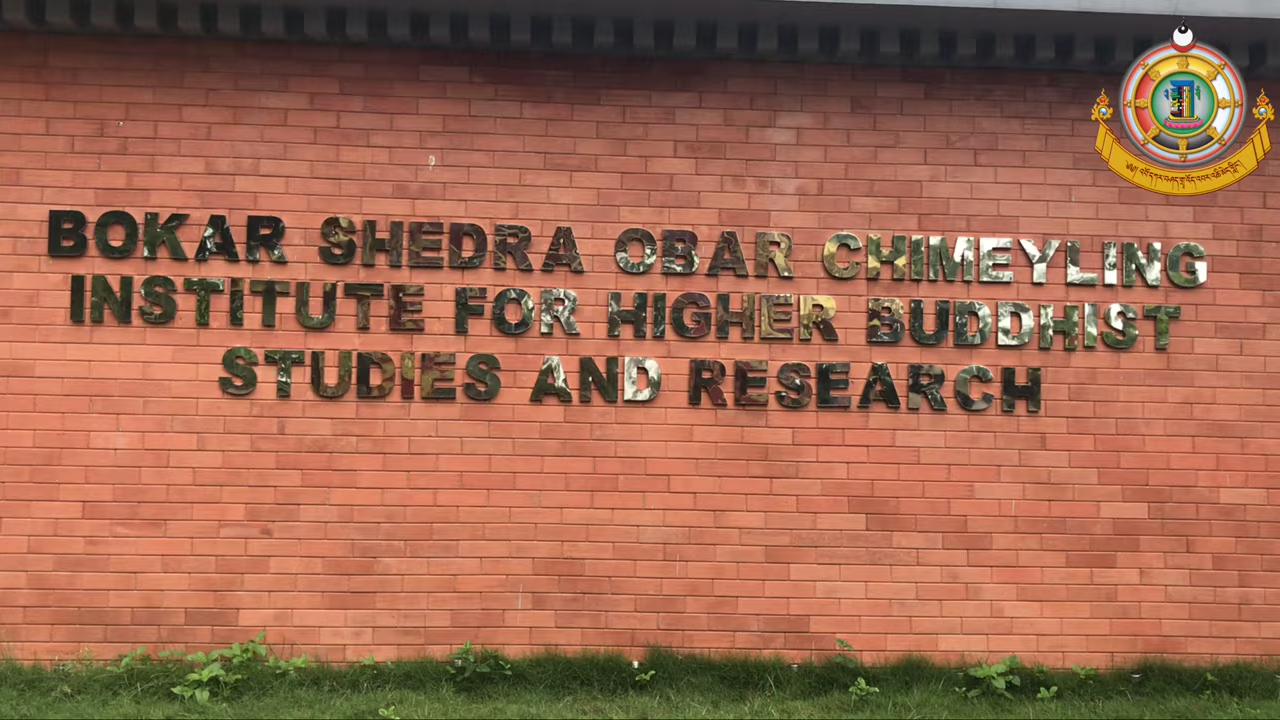 BOKAR SHEDRA OBAR CHIMEYLING
INSTITUTE FOR HIGHER BUDDHIST
STUDIES AND RESEARCH